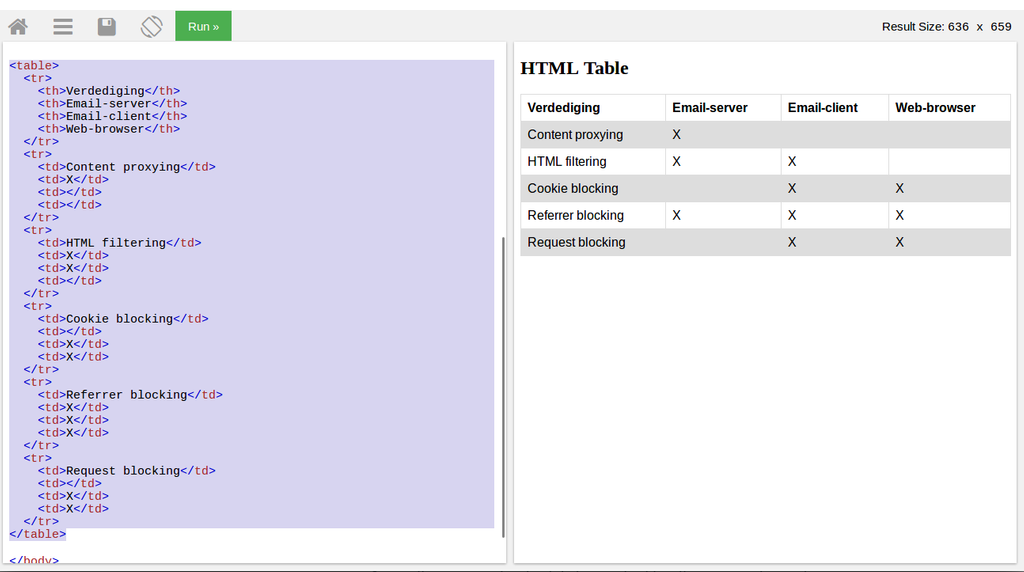 Run »
Result Size: 636 x 659
<table>
  <tr>
    <th>Verdediging</th>
    <th>Email-server</th>
    <th>Email-client</th>
    <th>Web-browser</th>
  </tr>
  <tr>
    <td>Content proxying</td>
    <td>X</td>
    <td></td>
    <td></td>
  </tr>
  <tr>
    <td>HTML filtering</td>
    <td>X</td>
    <td>X</td>
    <td></td>
  </tr>
  <tr>
    <td>Cookie blocking</td>
    <td></td>
    <td>X</td>
    <td>X</td>
  </tr>
  <tr>
    <td>Referrer blocking</td>
    <td>X</td>
    <td>X</td>
    <td>X</td>
  </tr>
  <tr>
    <td>Request blocking</td>
    <td></td>
    <td>X</td>
    <td>X</td>
  </tr>
</table>
</body>
HTML Table
Verdediging Email-server Email-client Web-browser
Content proxying X
HTML filtering X X
Cookie blocking X X
Referrer blocking X X X
Request blocking X X